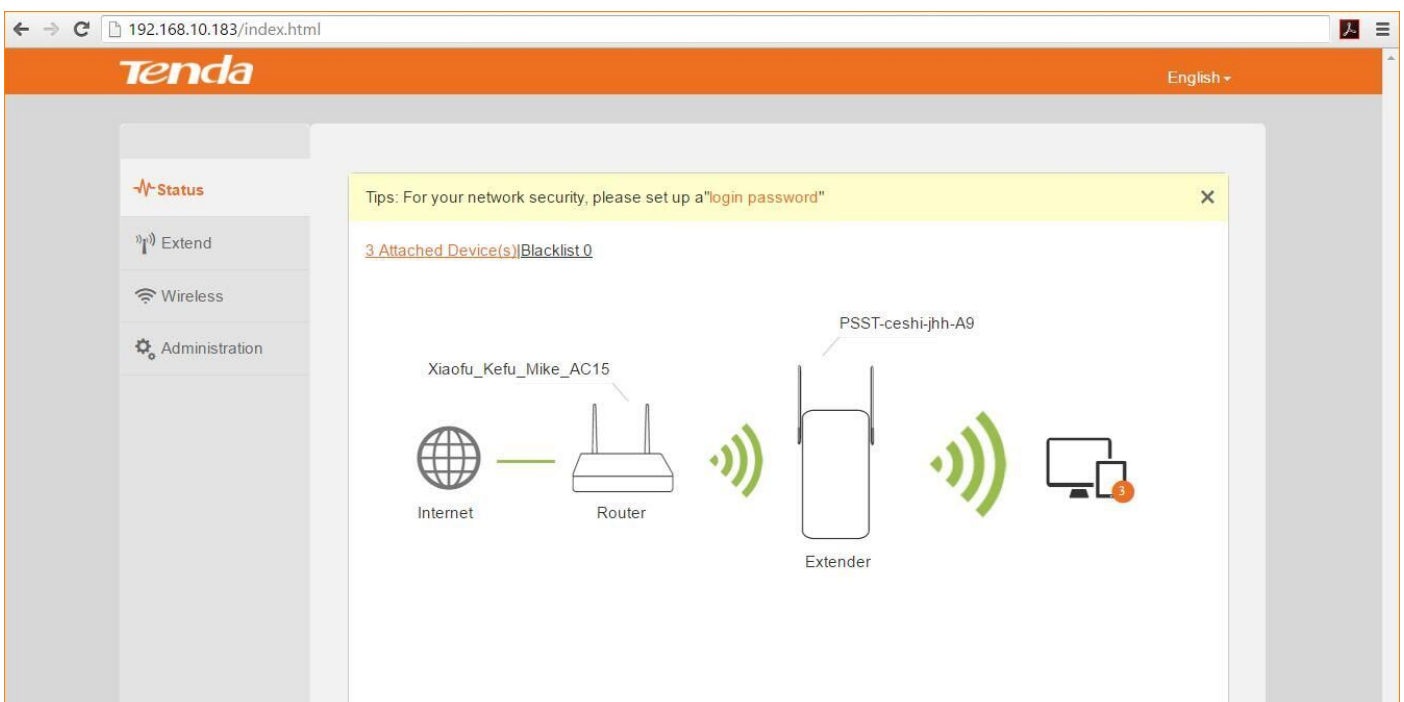 192.168.10.183/index.html
Tenda
English
Status
Tips: For your network security, please set up a"login password"
Extend
3 Attached Device(s)|Blacklist 0
Wireless
PSST-ceshi-jhh-A9
Administration
Xiaofu_Kefu_Mike_AC15
3
Internet
Router
Extender